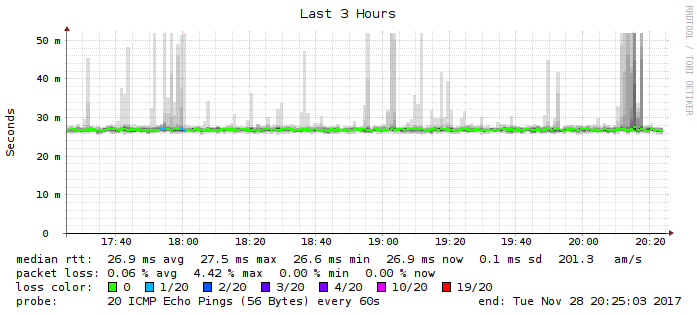 Last 3 Hours
RRDTOOL / TOBI OETIKER
Seconds
50 m
40 m
30 m
20 m
10 m
0
17:40 18:00 18:20 18:40 19:00 19:20 19:40 20:00 20:20
median rtt: 26.9 ms avg 27.5 ms max 26.6 ms min 26.9 ms now 0.1 ms sd 201.3 am/s
packet loss: 0.06 % avg 4.42 % max 0.00 % min 0.00 % now
loss color: 0 1/20 2/20 3/20 4/20 10/20 19/20
probe: 20 ICMP Echo Pings (56 Bytes) every 60s end: Tue Nov 28 20:25:03 2017